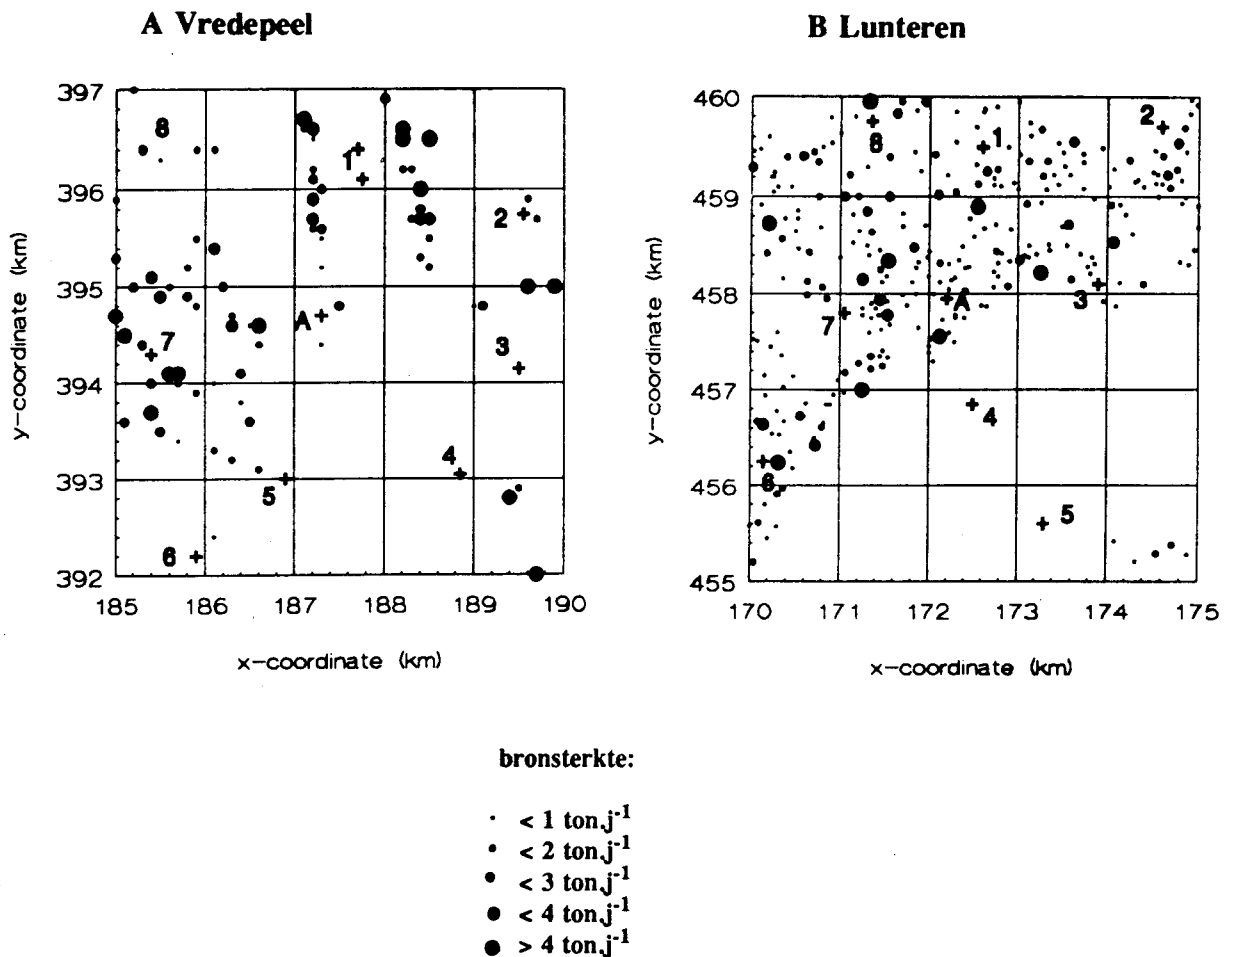 A Vredepeel
B Lunteren
397
396
395
394
393
392
185
186
187
188
189
190
y-coordinate (km)
x-coordinate (km)
8
1
2
A
7
3
4
5
6
460
459
458
457
456
455
170
171
172
173
174
175
y-coordinate (km)
x-coordinate (km)
2
8
1
3
A
7
4
6
5
bronsterkte:
< 1 ton.j-1
< 2 ton.j-1
< 3 ton.j-1
< 4 ton.j-1
> 4 ton.j-1